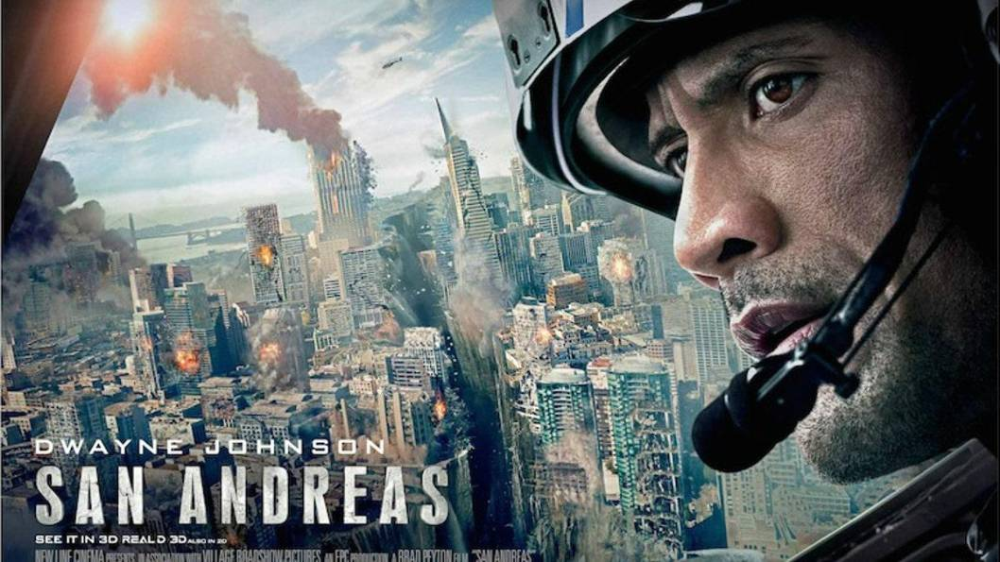 DWAYNE JOHNSON
SAN ANDREAS
SEE IT IN 3D REALD 3D ALSO IN 2D
NEW LINE CINEMA PRESENTS IN ASSOCIATION WITH VILLAGE ROADSHOW PICTURES AN FPC PRODUCTION A BRAD PEYTON FILM "SAN ANDREAS"